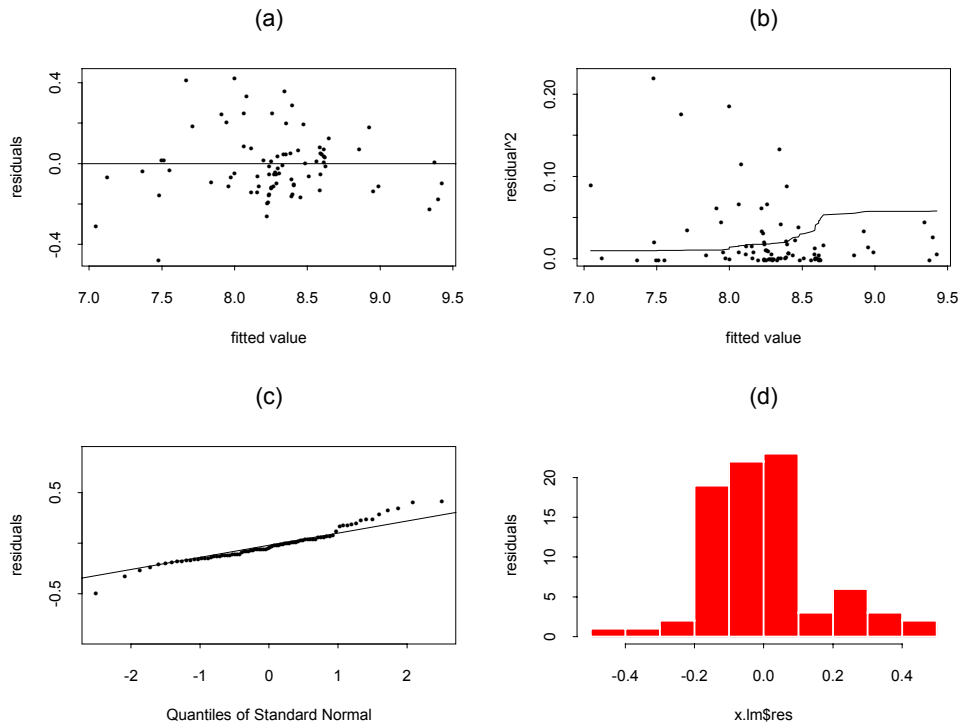 (a)
residuals
0.4
0.0
-0.4
7.0 7.5 8.0 8.5 9.0 9.5
fitted value
(b)
residual^2
0.20
0.10
0.0
7.0 7.5 8.0 8.5 9.0 9.5
fitted value
(c)
residuals
0.5
-0.5
-2 -1 0 1 2
Quantiles of Standard Normal
(d)
residuals
20
15
10
5
0
-0.4 -0.2 0.0 0.2 0.4
x.lm$res